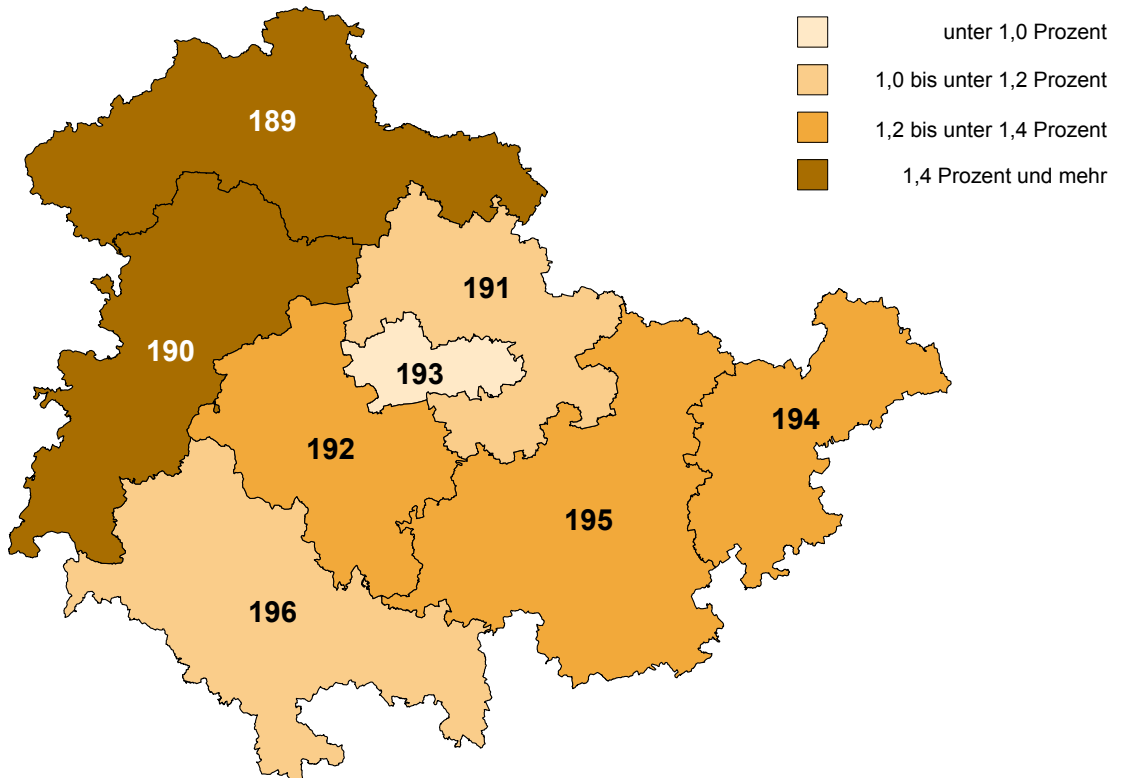 unter 1,0 Prozent
1,0 bis unter 1,2 Prozent
1,2 bis unter 1,4 Prozent
1,4 Prozent und mehr
189
191
190
193
194
192
195
196